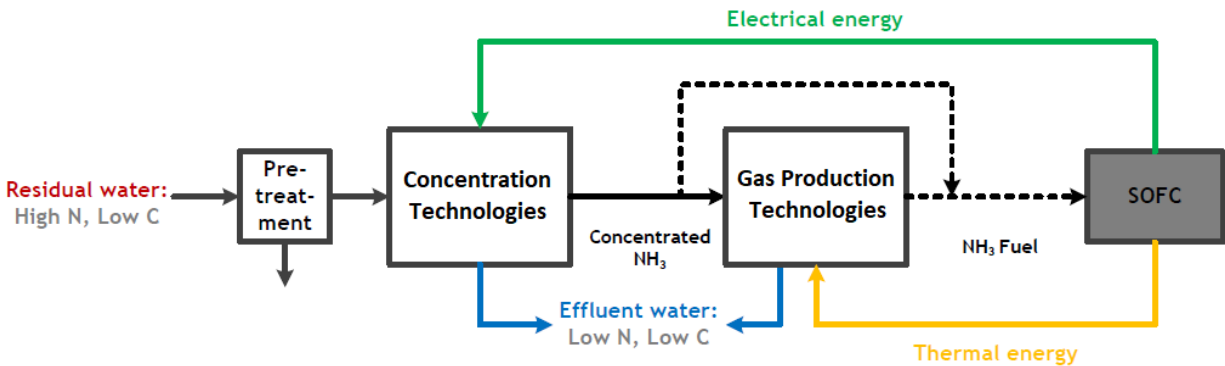 Electrical energy
Residual water:
High N, Low C
Pre-
treat-
ment
Concentration
Technologies
Concentrated
NH₃
Gas Production
Technologies
NH₃ Fuel
SOFC
Effluent water:
Low N, Low C
Thermal energy